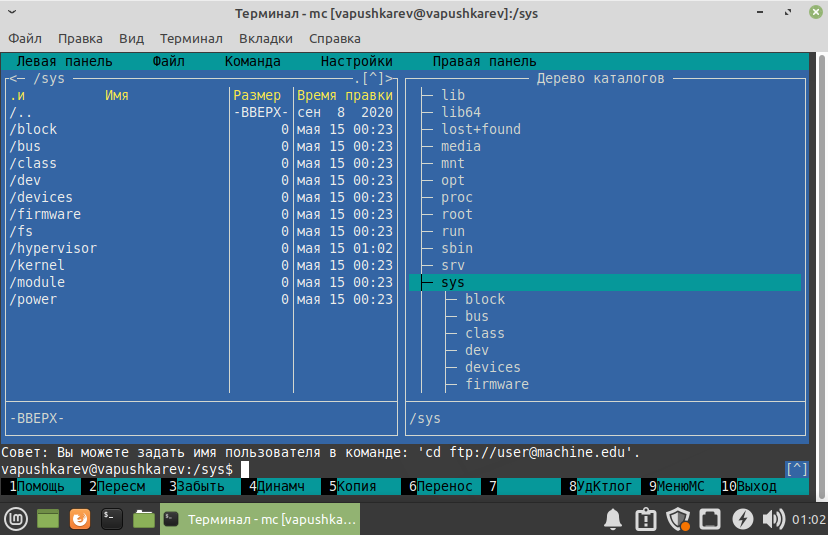 Терминал - mc [vapushkarev@vapushkarev]:/sys
Файл Правка Вид Терминал Вкладки Справка
Левая панель Файл Команда Настройки Правая панель
<─ /sys .[^]>
.и Имя Размер Время правки
/.. -ВВЕРХ- сен 8 2020
/block 0 мая 15 00:23
/bus 0 мая 15 00:23
/class 0 мая 15 00:23
/dev 0 мая 15 00:23
/devices 0 мая 15 00:23
/firmware 0 мая 15 00:23
/fs 0 мая 15 00:23
/hypervisor 0 мая 15 01:02
/kernel 0 мая 15 00:23
/module 0 мая 15 00:23
/power 0 мая 15 00:23
-ВВЕРХ-
Дерево каталогов
lib
lib64
lost+found
media
mnt
opt
proc
root
run
sbin
srv
sys
block
bus
class
dev
devices
firmware
/sys
Совет: Вы можете задать имя пользователя в команде: 'cd ftp://user@machine.edu'.
vapushkarev@vapushkarev:/sys$ [^]
1Помощь 2Пересм 3Забыть 4Динамч 5Копия 6Перенос 7 8УдКтлог 9МенюМС 10Выход
Терминал - mc [vapushka... 01:02